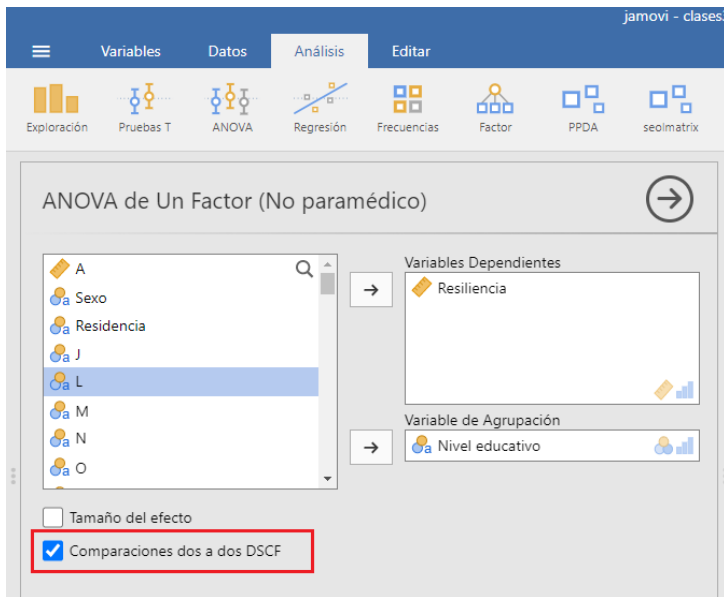 jamovi - clases
Variables Datos Análisis Editar
Exploración Pruebas T ANOVA Regresión Frecuencias Factor PPDA seolmatrix
ANOVA de Un Factor (No paramédico)
A
Sexo
Residencia
J
L
M
N
O
Variables Dependientes
Resiliencia
Variable de Agrupación
Nivel educativo
Tamaño del efecto
Comparaciones dos a dos DSCF